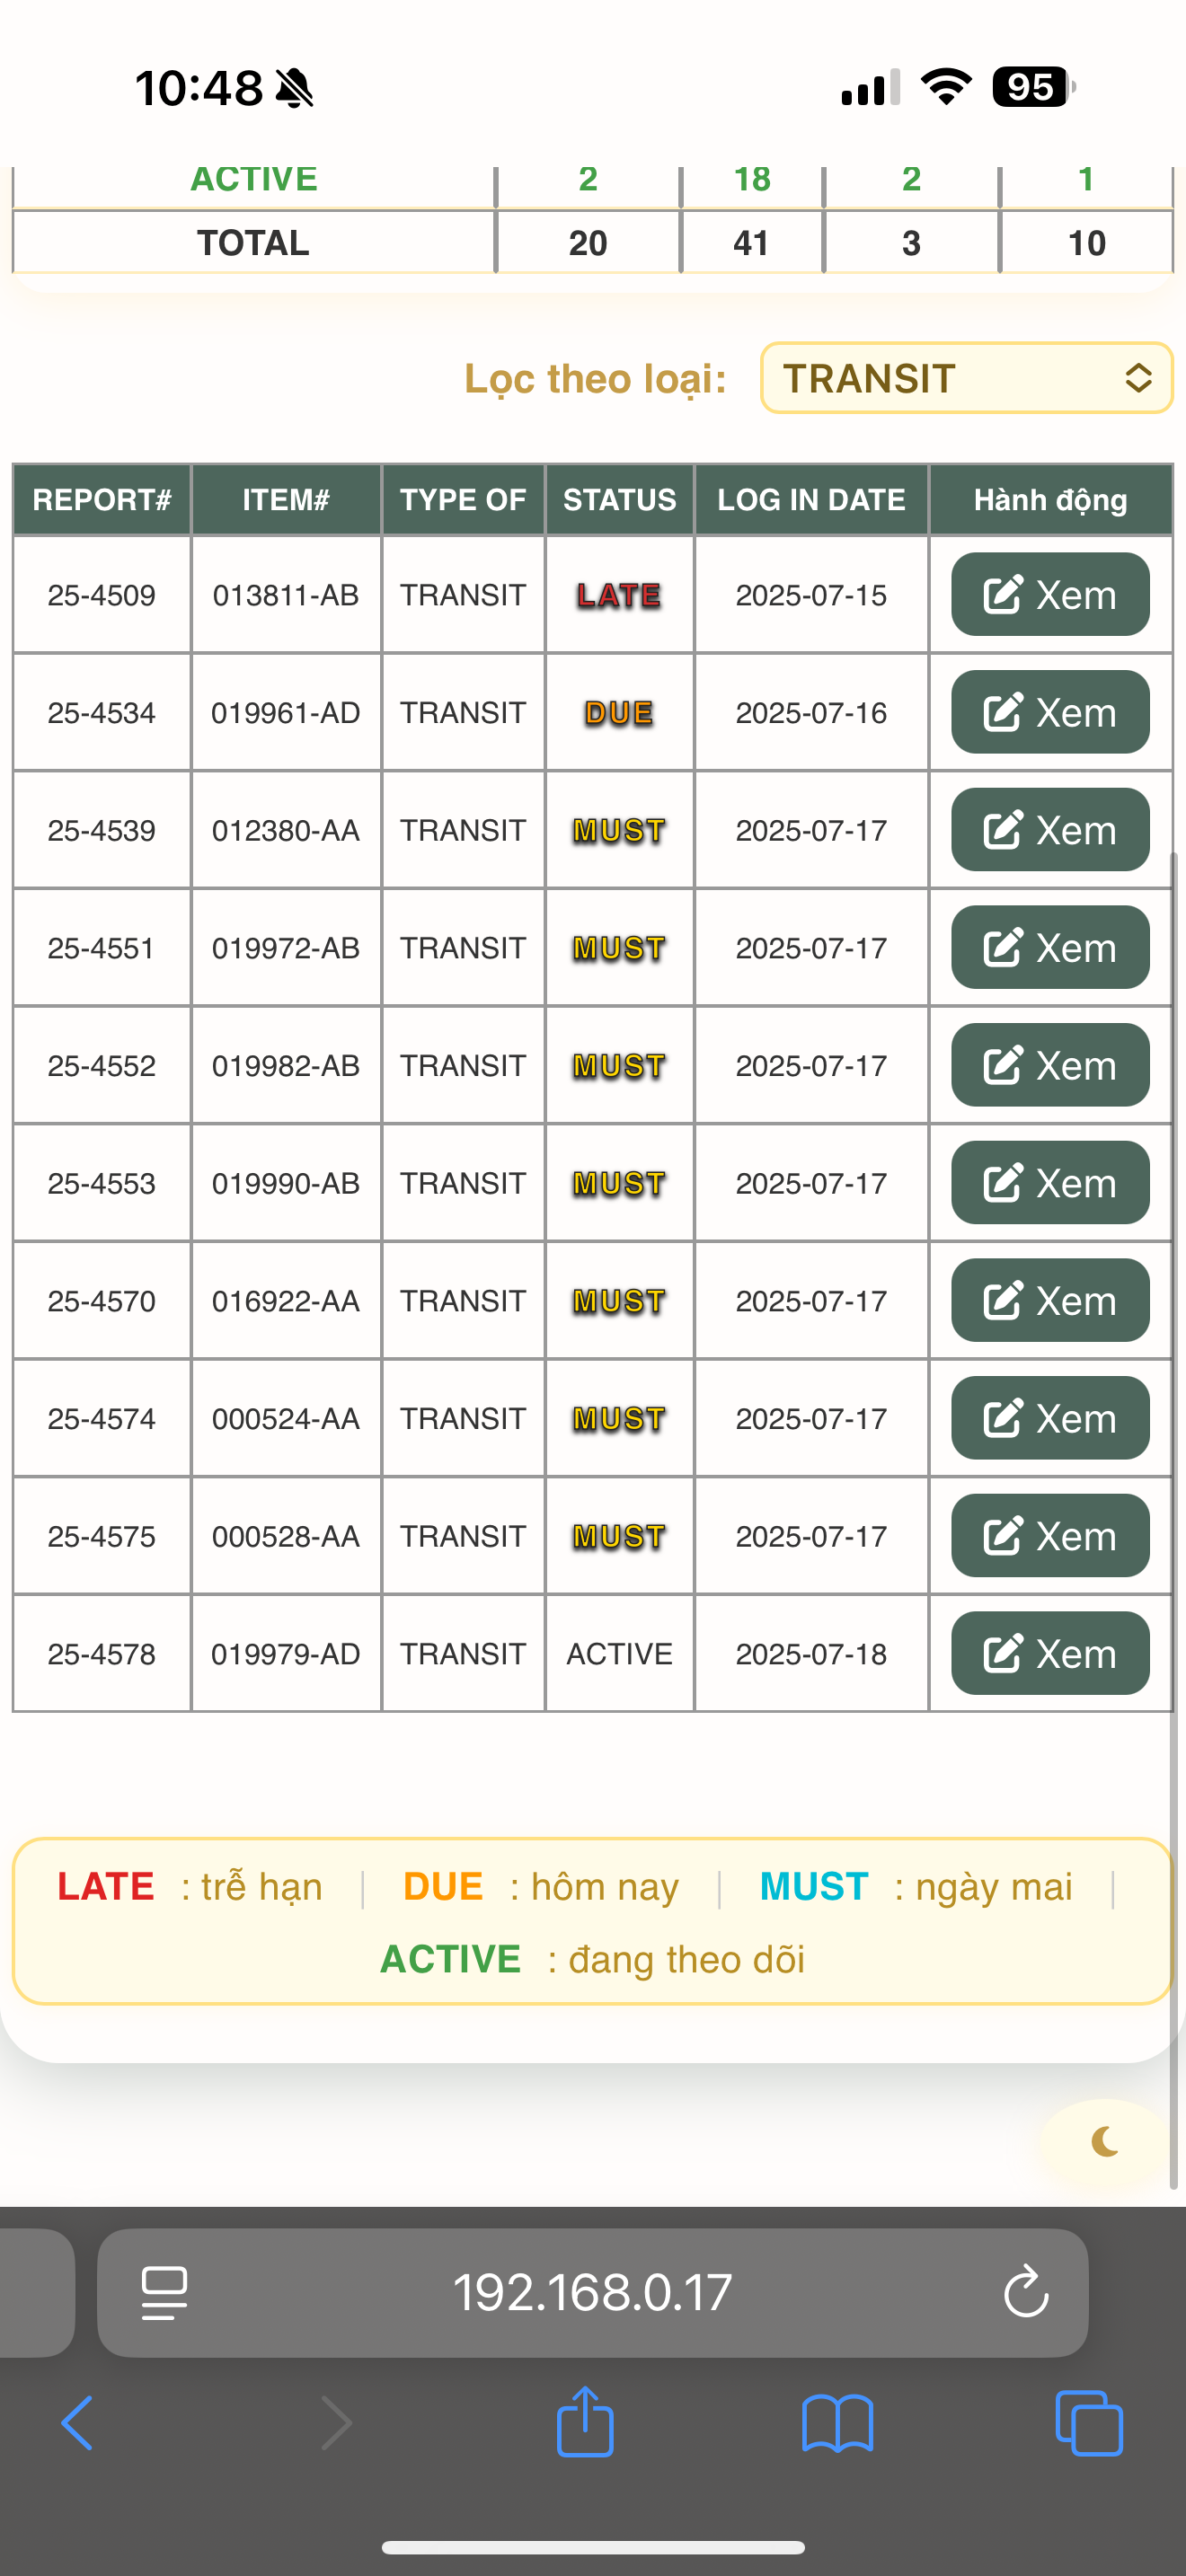 10:48 95
ACTIVE 2 18 2 1
TOTAL 20 41 3 10
Lọc theo loại: TRANSIT
REPORT# ITEM# TYPE OF STATUS LOG IN DATE Hành động
25-4509 013811-AB TRANSIT LATE 2025-07-15 Xem
25-4534 019961-AD TRANSIT DUE 2025-07-16 Xem
25-4539 012380-AA TRANSIT MUST 2025-07-17 Xem
25-4551 019972-AB TRANSIT MUST 2025-07-17 Xem
25-4552 019982-AB TRANSIT MUST 2025-07-17 Xem
25-4553 019990-AB TRANSIT MUST 2025-07-17 Xem
25-4570 016922-AA TRANSIT MUST 2025-07-17 Xem
25-4574 000524-AA TRANSIT MUST 2025-07-17 Xem
25-4575 000528-AA TRANSIT MUST 2025-07-17 Xem
25-4578 019979-AD TRANSIT ACTIVE 2025-07-18 Xem
LATE : trễ hạn | DUE : hôm nay | MUST : ngày mai |
ACTIVE : đang theo dõi
192.168.0.17